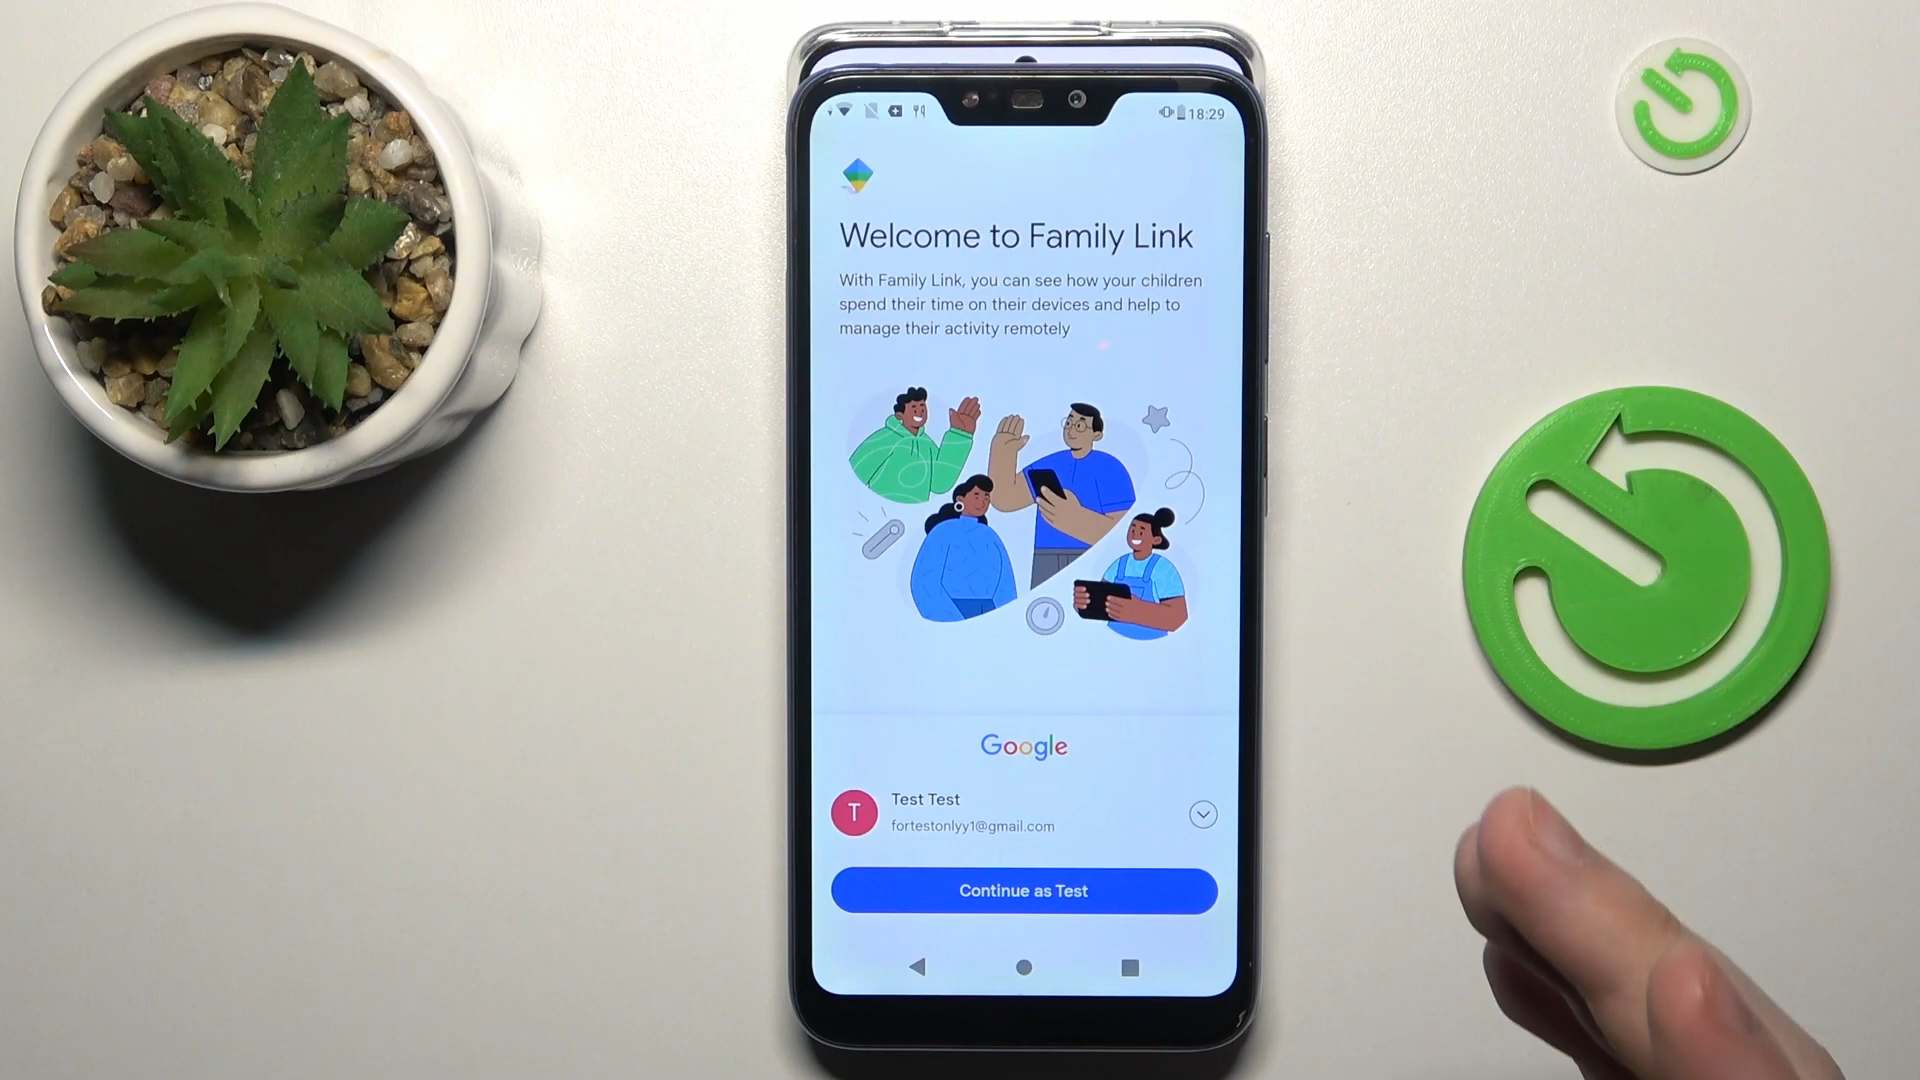 18:29
Welcome to Family Link
With Family Link, you can see how your children
spend their time on their devices and help to
manage their activity remotely
Google
T
Test Test
fortestonlyy1@gmail.com
Continue as Test